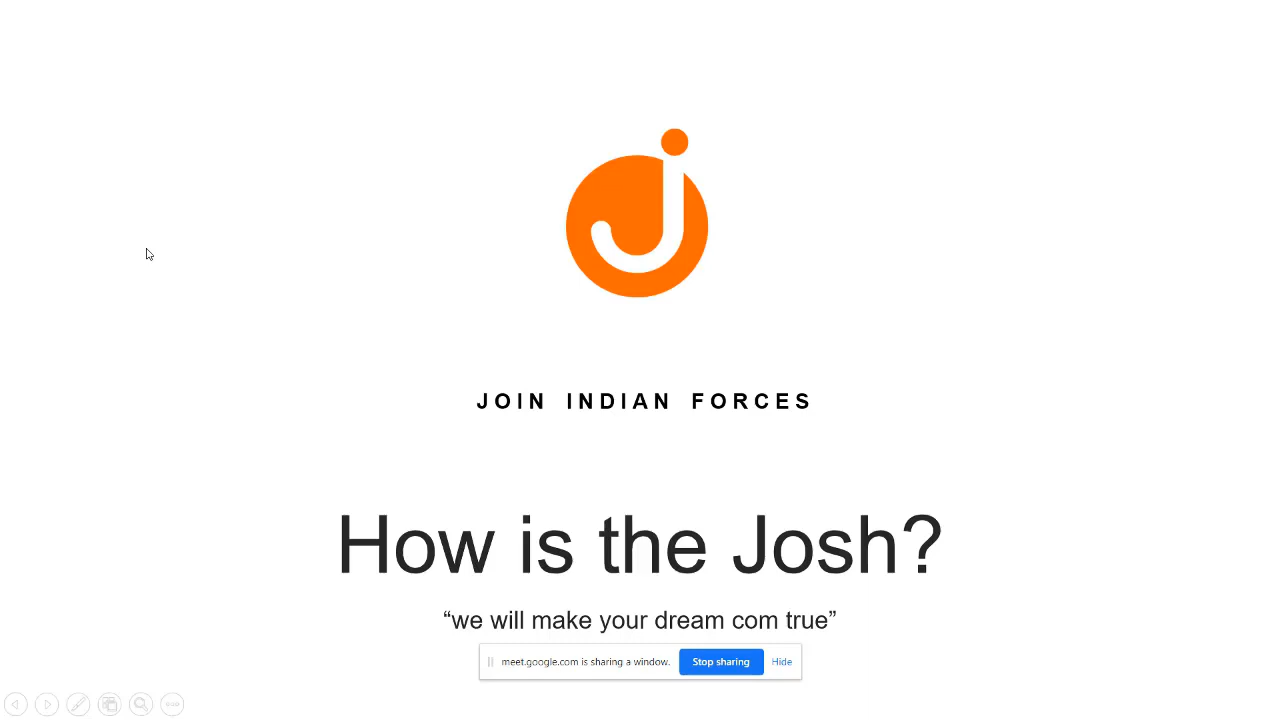 JOIN INDIAN FORCES
How is the Josh?
“we will make your dream com true”
meet.google.com is sharing a window. Stop sharing Hide